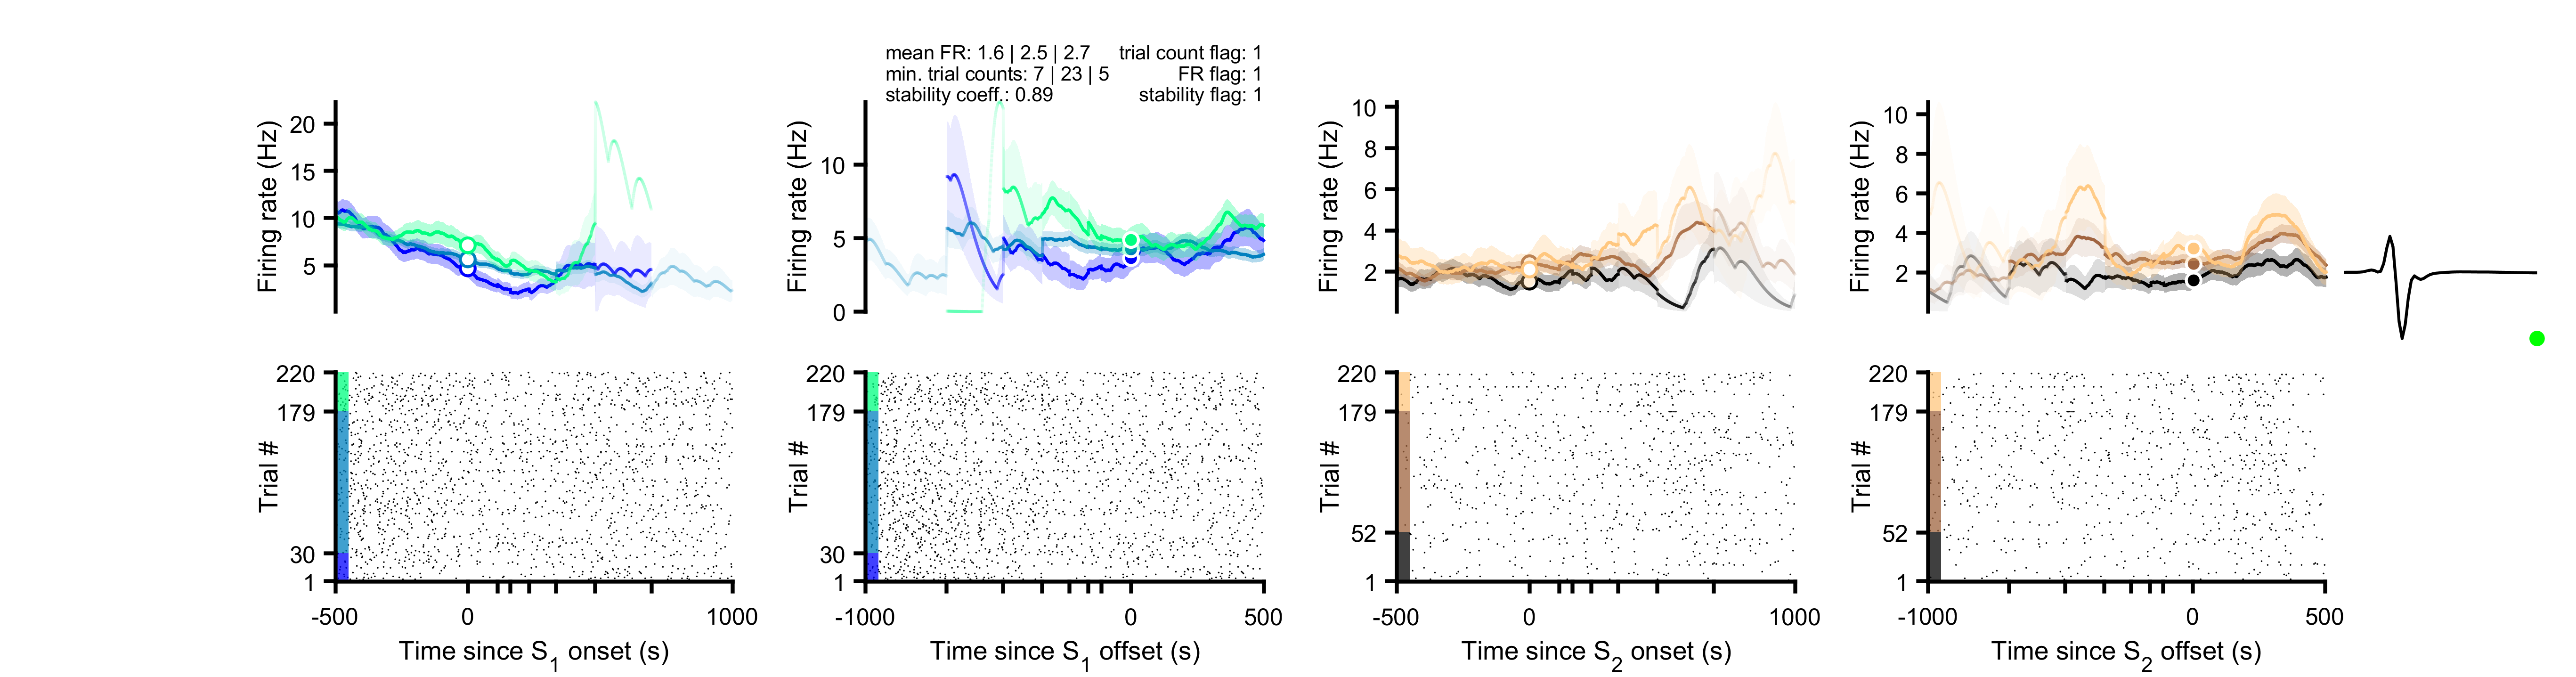 mean FR: 1.6 | 2.5 | 2.7 trial count flag: 1
min. trial counts: 7 | 23 | 5 FR flag: 1
stability coeff.: 0.89 stability flag: 1
Firing rate (Hz)
20
15
10
5
Firing rate (Hz)
10
5
0
Firing rate (Hz)
10
8
6
4
2
Firing rate (Hz)
10
8
6
4
2
Trial #
220
179
30
1
-500 0 1000
Time since S1 onset (s)
Trial #
220
179
30
1
-1000 0 500
Time since S1 offset (s)
Trial #
220
179
52
1
-500 0 1000
Time since S2 onset (s)
Trial #
220
179
52
1
-1000 0 500
Time since S2 offset (s)